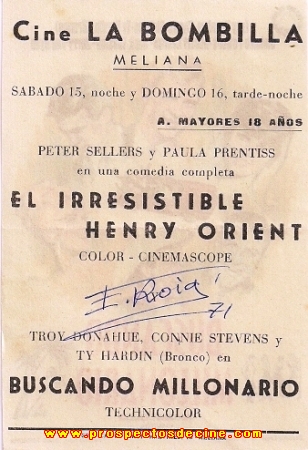 Cine LA BOMBILLA
MELIANA
SABADO 15, noche y DOMINGO 16, tarde-noche
A. MAYORES 18 AÑOS
PETER SELLERS y PAULA PRENTISS
en una comedia completa
EL IRRESISTIBLE
HENRY ORIENT
COLOR - CINEMASCOPE
E. Roig
71
TROY DONAHUE, CONNIE STEVENS y
TY HARDIN (Bronco) en
BUSCANDO MILLONARIO
TECHNICOLOR
www.prospectosdecine.com